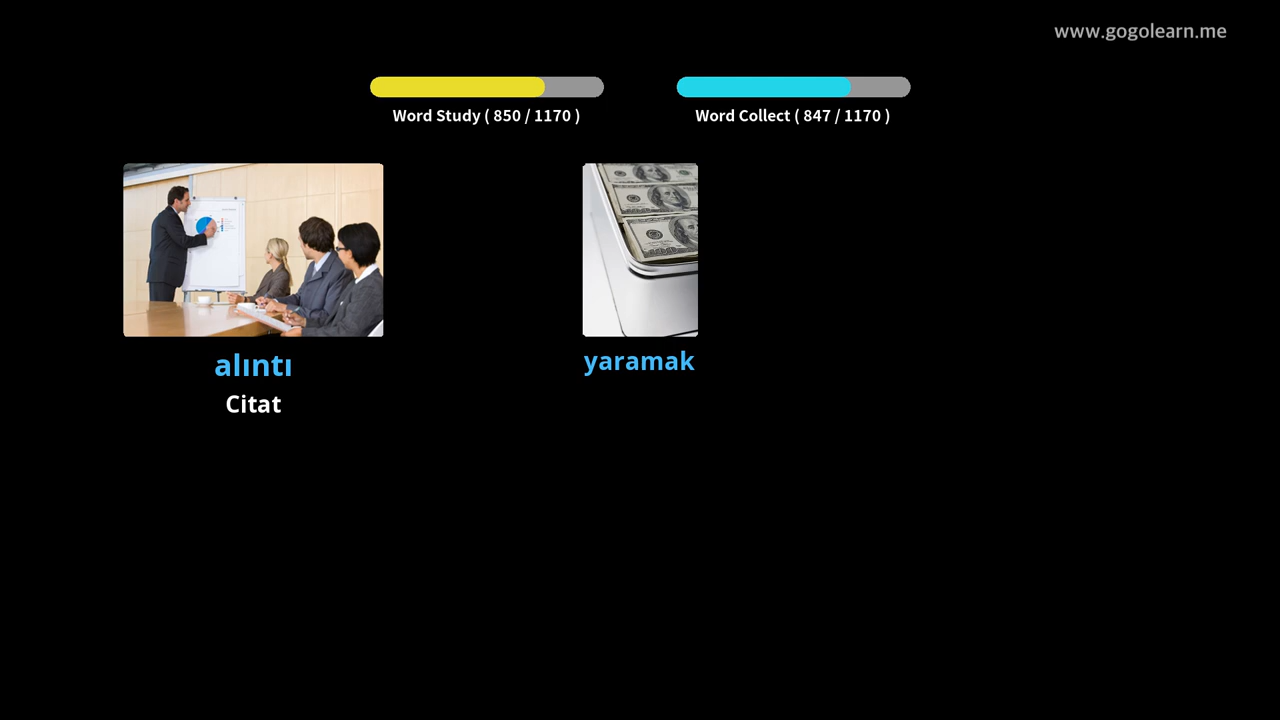 www.gogolearn.me
Word Study ( 850 / 1170 )
Word Collect ( 847 / 1170 )
alıntı
Citat
yaramak